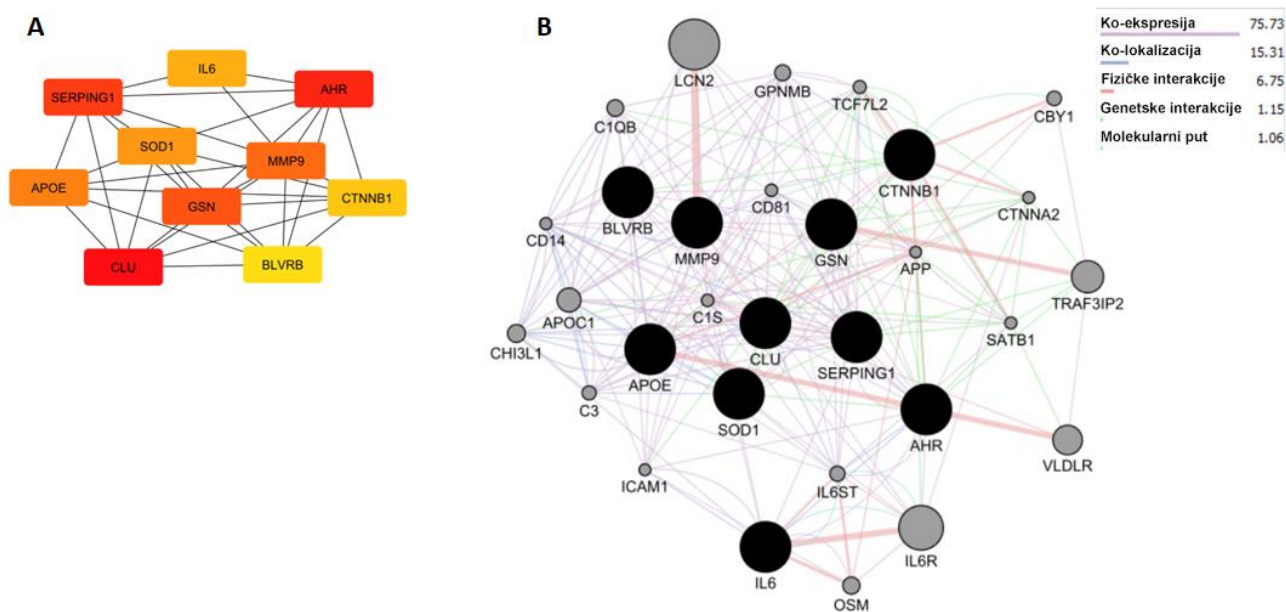 A
IL6
SERPING1
AHR
SOD1
MMP9
APOE
GSN
CTNNB1
CLU
BLVRB
B
Ko-ekspresija 75.73
Ko-lokalizacija 15.31
Fizičke interakcije 6.75
Genetske interakcije 1.15
Molekularni put 1.06
LCN2
GPNMB
TCF7L2
CBY1
C1QB
CTNNB1
BLVRB
CD81
CTNNA2
CD14
MMP9
GSN
APP
TRAF3IP2
APOC1
C1S
CHI3L1
SATB1
CLU
APOE
SERPING1
C3
SOD1
AHR
VLDLR
ICAM1
IL6ST
IL6R
IL6
OSM